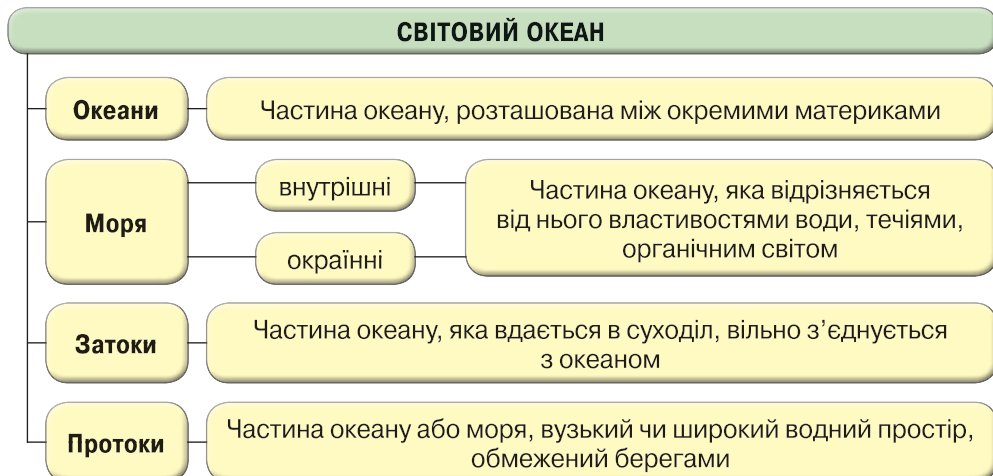 СВІТОВИЙ ОКЕАН
Океани
Частина океану, розташована між окремими материками
Моря
внутрішні
окраїнні
Частина океану, яка відрізняється
від нього властивостями води, течіями,
органічним світом
Затоки
Частина океану, яка вдається в суходіл, вільно з’єднується
з океаном
Протоки
Частина океану або моря, вузький чи широкий водний простір,
обмежений берегами